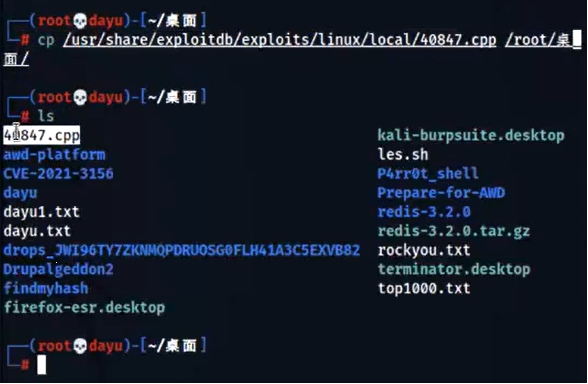 ┌──(root💀dayu)-[~/桌面]
└─# cp /usr/share/exploitdb/exploits/linux/local/40847.cpp /root/桌
面/
┌──(root💀dayu)-[~/桌面]
└─# ls
40847.cpp kali-burpsuite.desktop
awd-platform les.sh
CVE-2021-3156 P4rr0t_shell
dayu Prepare-for-AWD
dayu1.txt redis-3.2.0
dayu.txt redis-3.2.0.tar.gz
drops_JWI96TY7ZKNMQPDRUOSG0FLH41A3C5EXVB82 rockyou.txt
Drupalgeddon2 terminator.desktop
findmyhash top1000.txt
firefox-esr.desktop
┌──(root💀dayu)-[~/桌面]
└─#